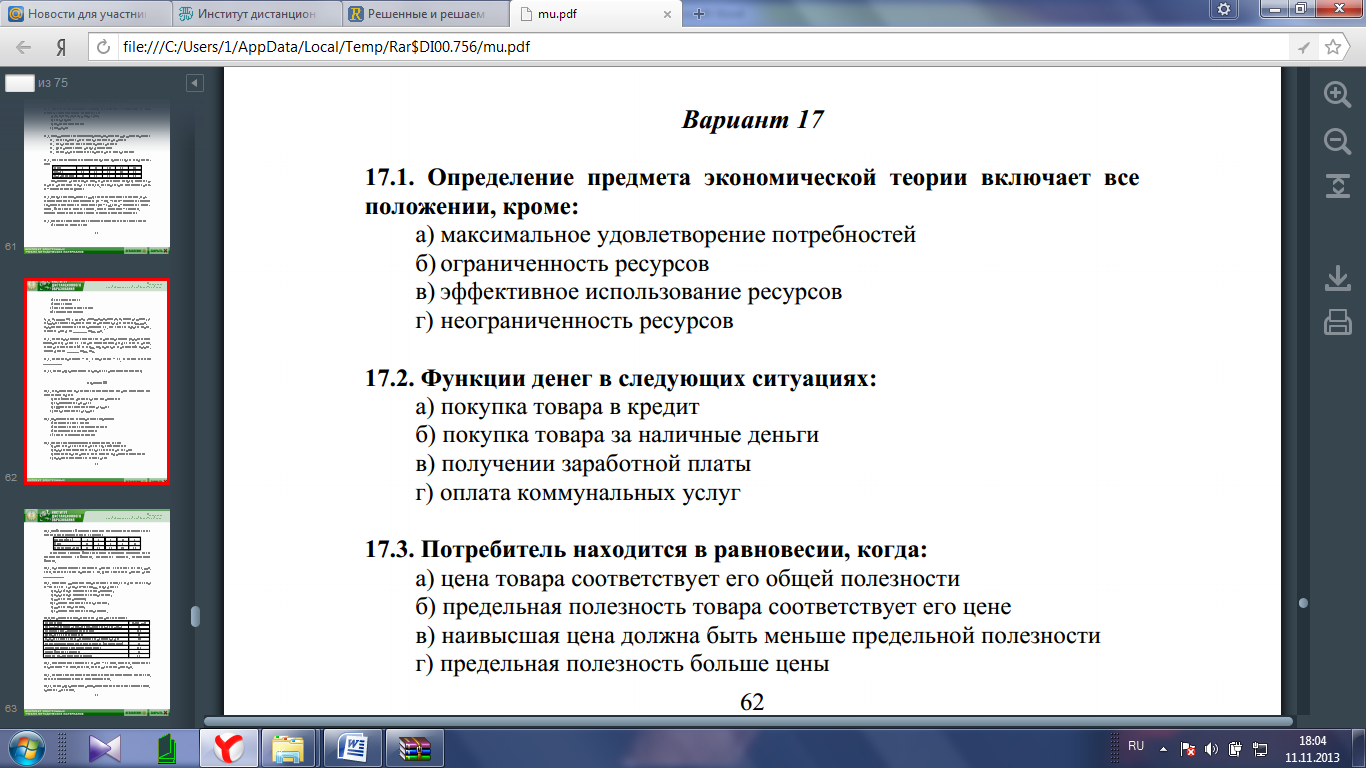 Новости для участни
Институт дистанцион
Решенные и решаем
mu.pdf
file:///C:/Users/1/AppData/Local/Temp/Rar$DI00.756/mu.pdf
из 75
61
62
63
Вариант 17
17.1. Определение предмета экономической теории включает все
положении, кроме:
а) максимальное удовлетворение потребностей
б) ограниченность ресурсов
в) эффективное использование ресурсов
г) неограниченность ресурсов
17.2. Функции денег в следующих ситуациях:
а) покупка товара в кредит
б) покупка товара за наличные деньги
в) получении заработной платы
г) оплата коммунальных услуг
17.3. Потребитель находится в равновесии, когда:
а) цена товара соответствует его общей полезности
б) предельная полезность товара соответствует его цене
в) наивысшая цена должна быть меньше предельной полезности
г) предельная полезность больше цены
62
RU
18:04
11.11.2013